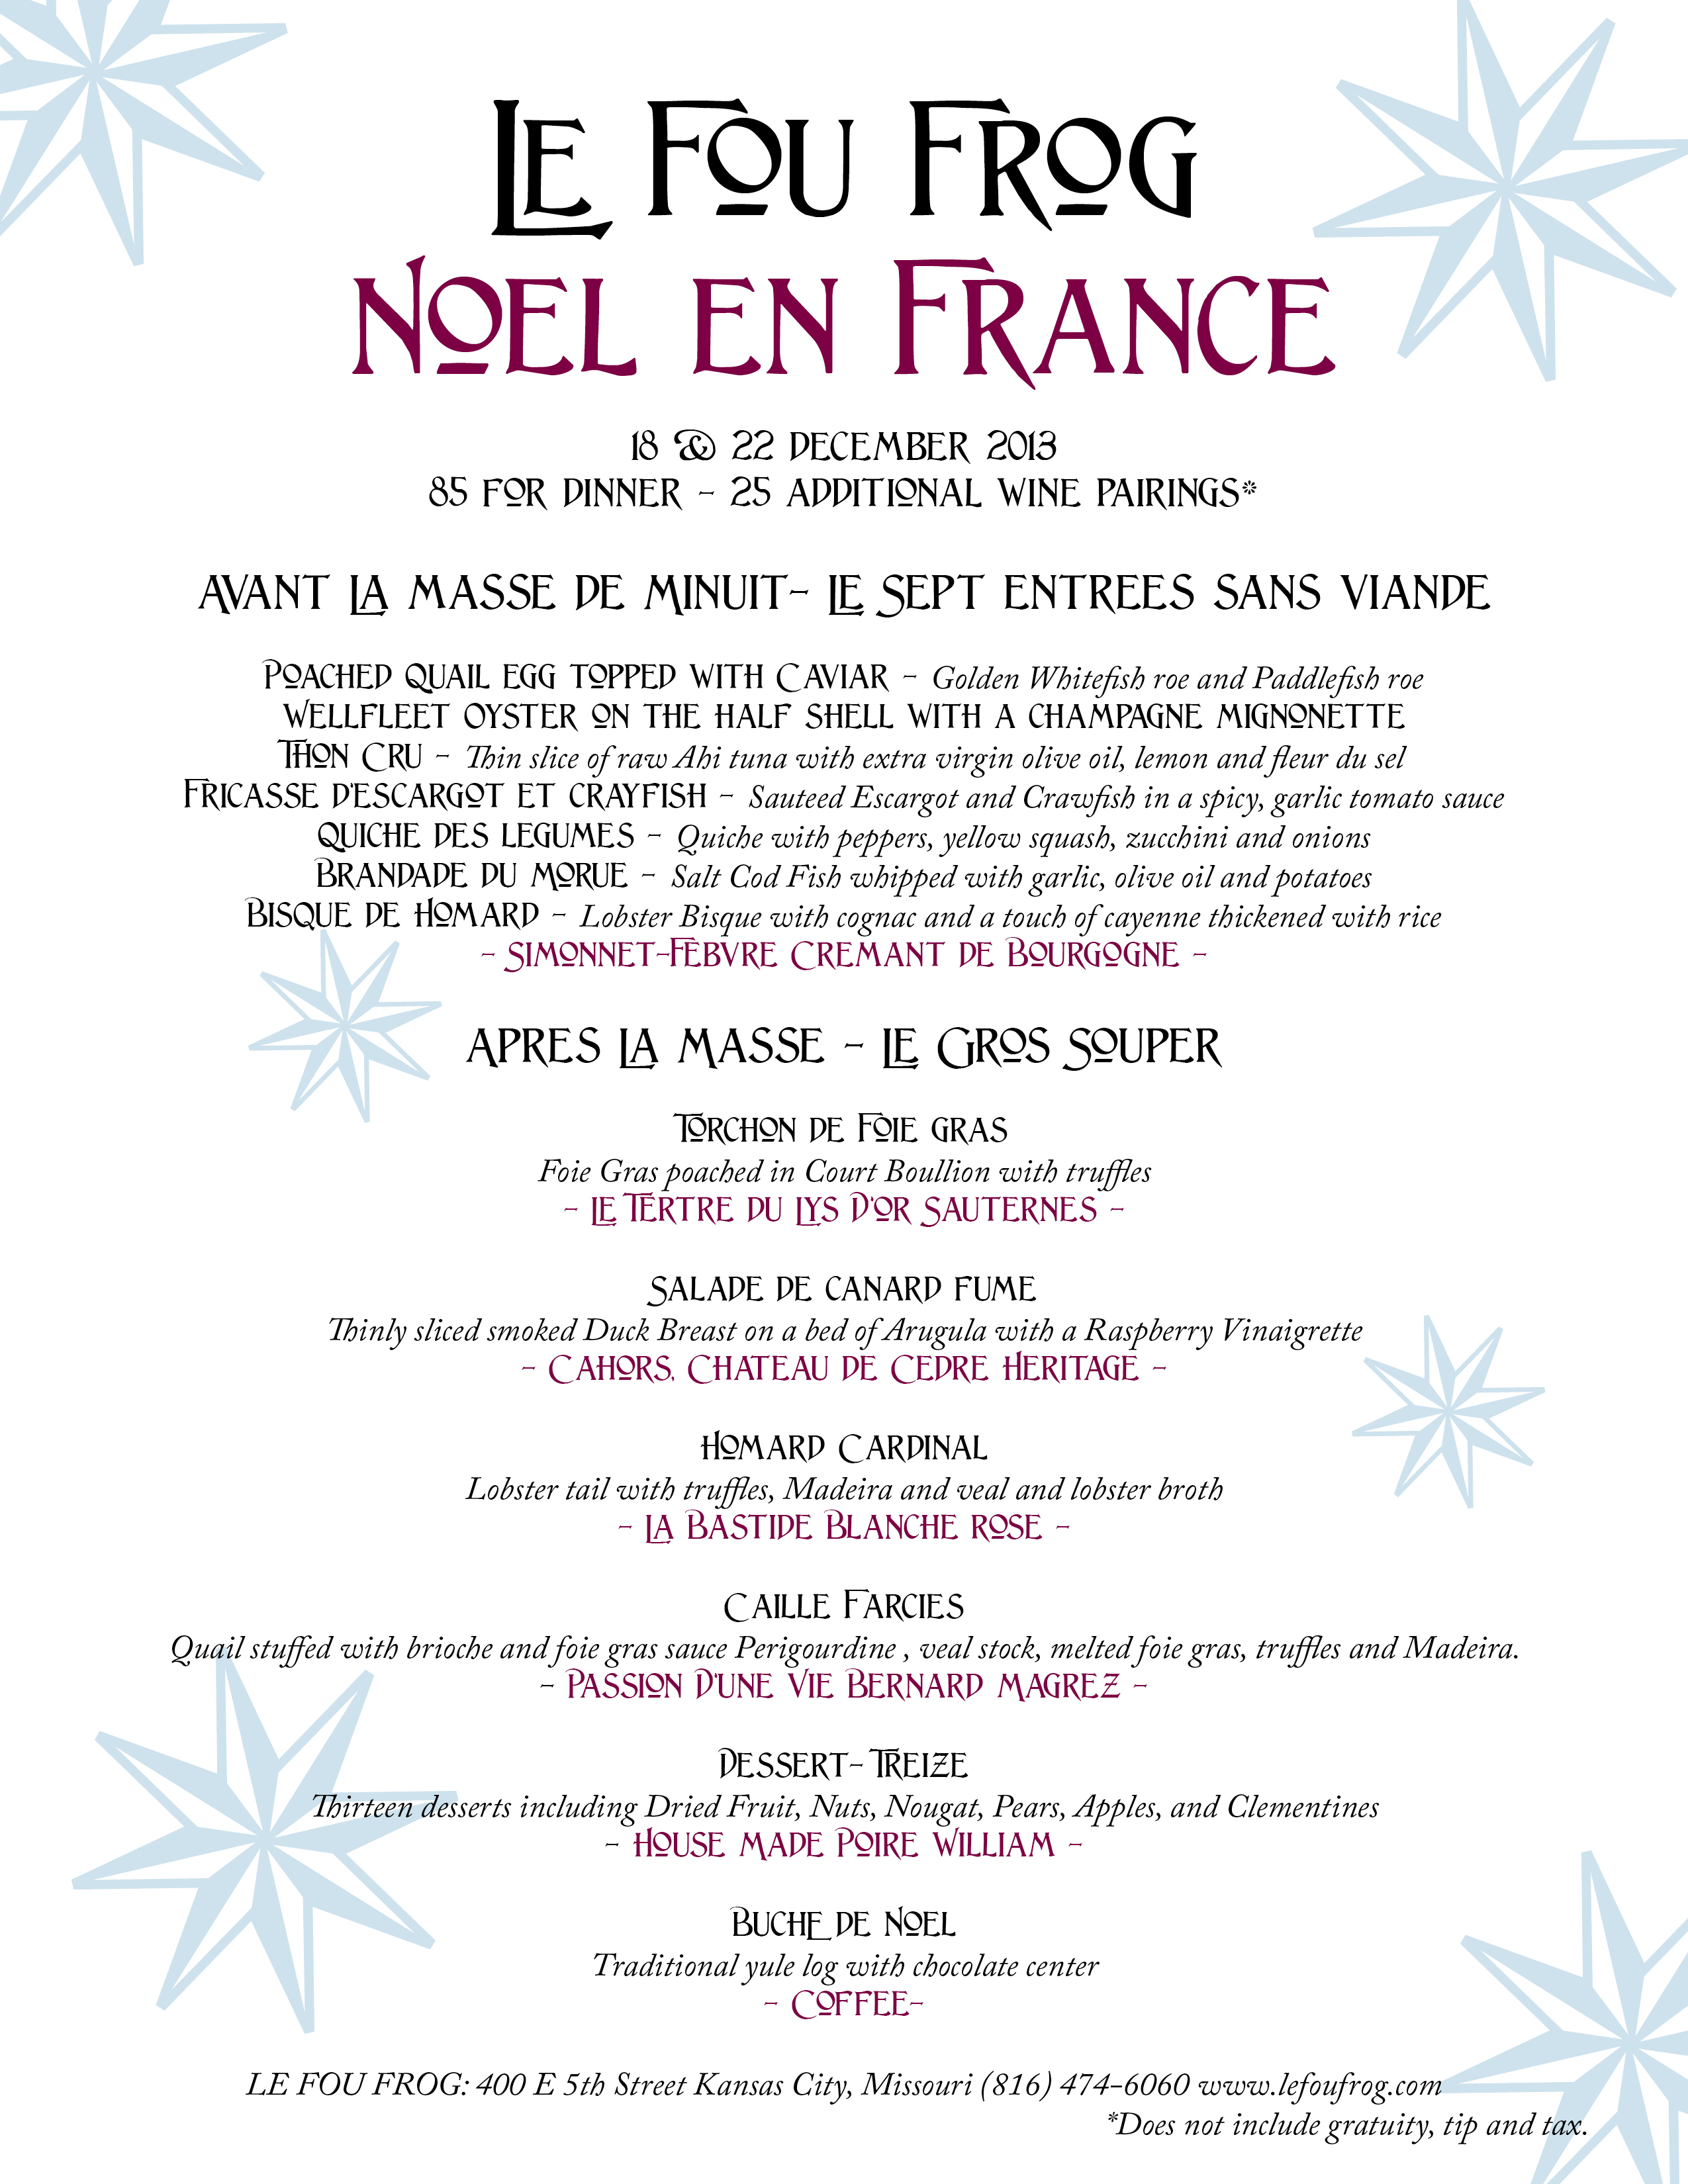 Le Fou Frog
Noel en France
18 & 22 December 2013
85 for dinner - 25 additional wine pairings*
Avant La Masse de Minuit- Le Sept Entrees sans viande
Poached Quail egg topped with Caviar - Golden Whitefish roe and Paddlefish roe
Wellfleet Oyster on the half shell with a champagne mignonette
Thon Cru - Thin slice of raw Ahi tuna with extra virgin olive oil, lemon and fleur du sel
Fricasse d'escargot et crayfish - Sauteed Escargot and Crawfish in a spicy, garlic tomato sauce
Quiche des legumes - Quiche with peppers, yellow squash, zucchini and onions
Brandade du Morue - Salt Cod Fish whipped with garlic, olive oil and potatoes
Bisque de Homard - Lobster Bisque with cognac and a touch of cayenne thickened with rice
- Simonnet-Febvre Cremant de Bourgogne -
Apres La Masse - Le Gros Souper
Torchon de Foie gras
Foie Gras poached in Court Boullion with truffles
- Le Tertre du Lys D'or Sauternes -
Salade de canard fume
Thinly sliced smoked Duck Breast on a bed of Arugula with a Raspberry Vinaigrette
- Cahors, Chateau de Cedre Heritage -
Homard Cardinal
Lobster tail with truffles, Madeira and veal and lobster broth
- La Bastide Blanche rose -
Caille Farcies
Quail stuffed with brioche and foie gras sauce Perigourdine , veal stock, melted foie gras, truffles and Madeira.
- Passion D'une Vie Bernard Magrez -
Dessert- Treize
Thirteen desserts including Dried Fruit, Nuts, Nougat, Pears, Apples, and Clementines
- House made Poire William -
Buche de Noel
Traditional yule log with chocolate center
- Coffee-
LE FOU FROG: 400 E 5th Street Kansas City, Missouri (816) 474-6060 www.lefoufrog.com
*Does not include gratuity, tip and tax.